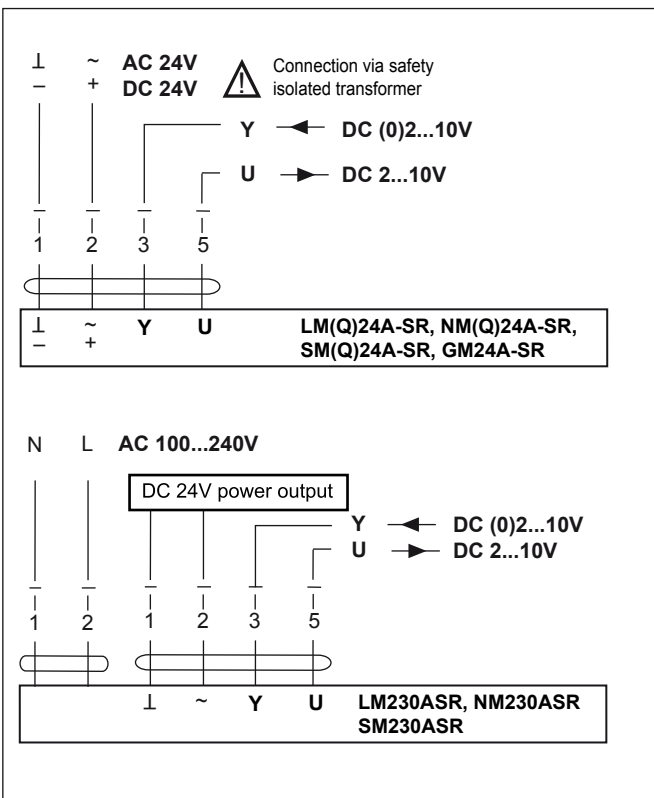 ⊥ ~ AC 24V
– + DC 24V
Connection via safety
isolated transformer
Y DC (0)2...10V
U DC 2...10V
1 2 3 5
⊥ ~ Y U LM(Q)24A-SR, NM(Q)24A-SR,
– + SM(Q)24A-SR, GM24A-SR
N L AC 100...240V
DC 24V power output
Y DC (0)2...10V
U DC 2...10V
1 2 1 2 3 5
⊥ ~ Y U LM230ASR, NM230ASR
SM230ASR